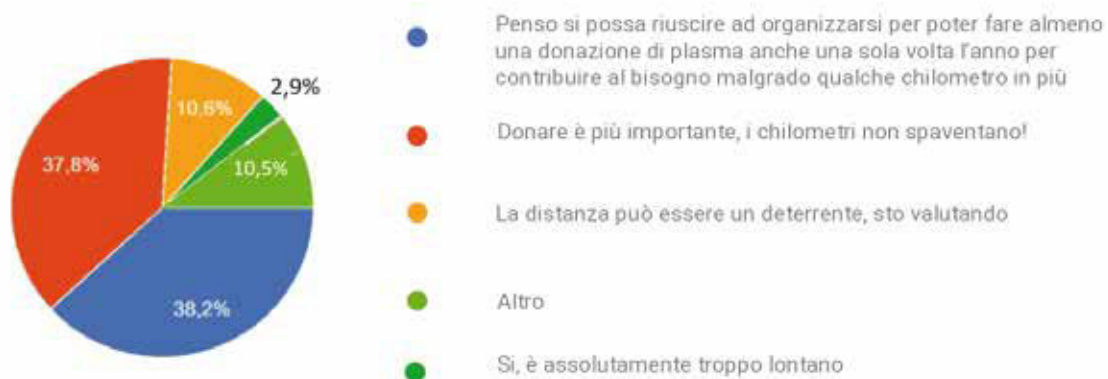 2,9%
10,6%
37,8%
10,5%
38,2%
Penso si possa riuscire ad organizzarsi per poter fare almeno
una donazione di plasma anche una sola volta l'anno per
contribuire al bisogno malgrado qualche chilometro in più
Donare è più importante, i chilometri non spaventano!
La distanza può essere un deterrente, sto valutando
Altro
Si, è assolutamente troppo lontano